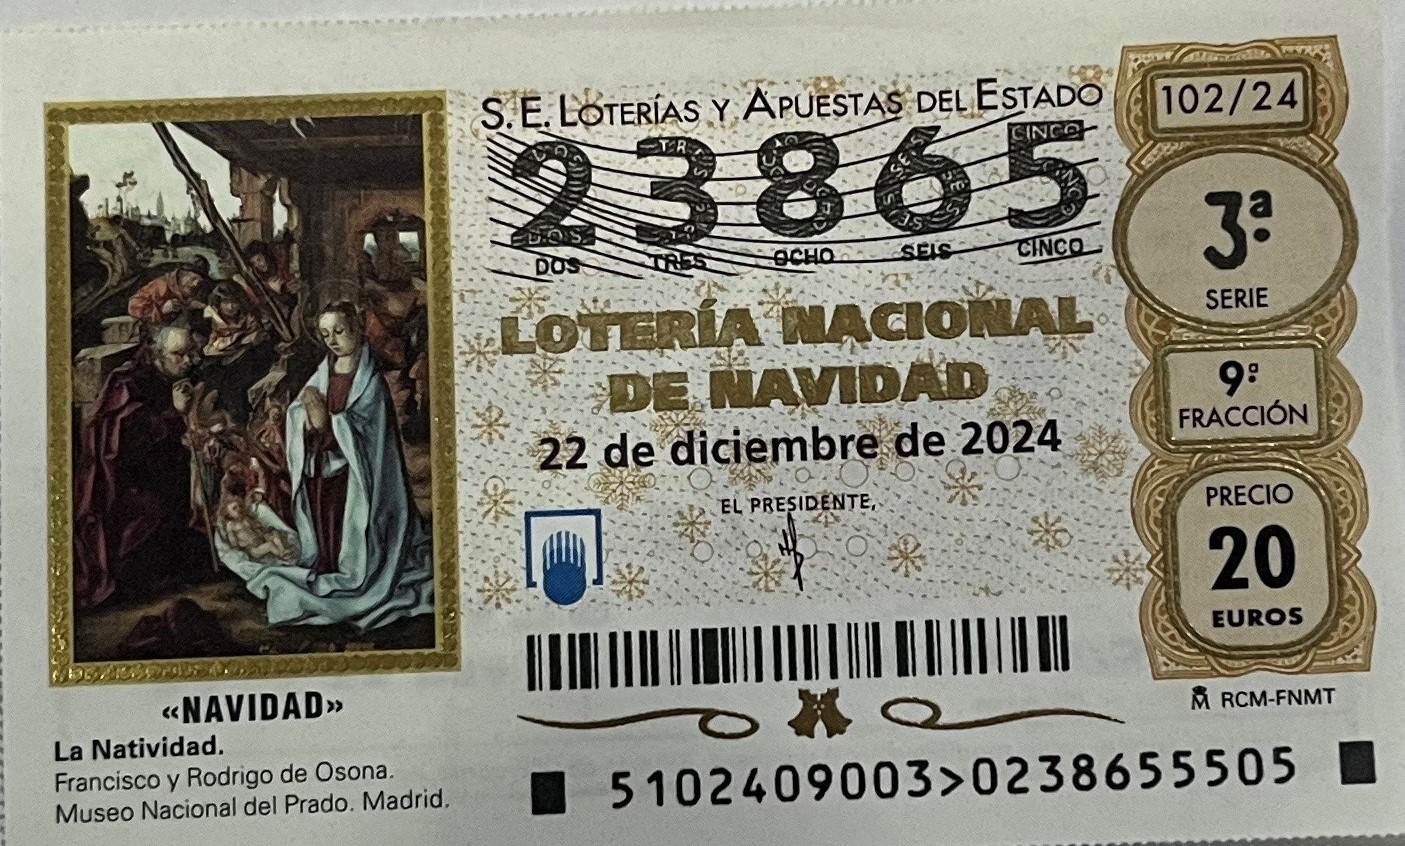 S. E. LOTERÍAS Y APUESTAS DEL ESTADO
23865
DOS TRES OCHO SEIS CINCO
LOTERÍA NACIONAL
DE NAVIDAD
22 de diciembre de 2024
EL PRESIDENTE,
102/24
3ª
SERIE
9ª
FRACCIÓN
PRECIO
20
EUROS
RCM-FNMT
«NAVIDAD»
La Natividad.
Francisco y Rodrigo de Osona.
Museo Nacional del Prado. Madrid.
5102409003>0238655505